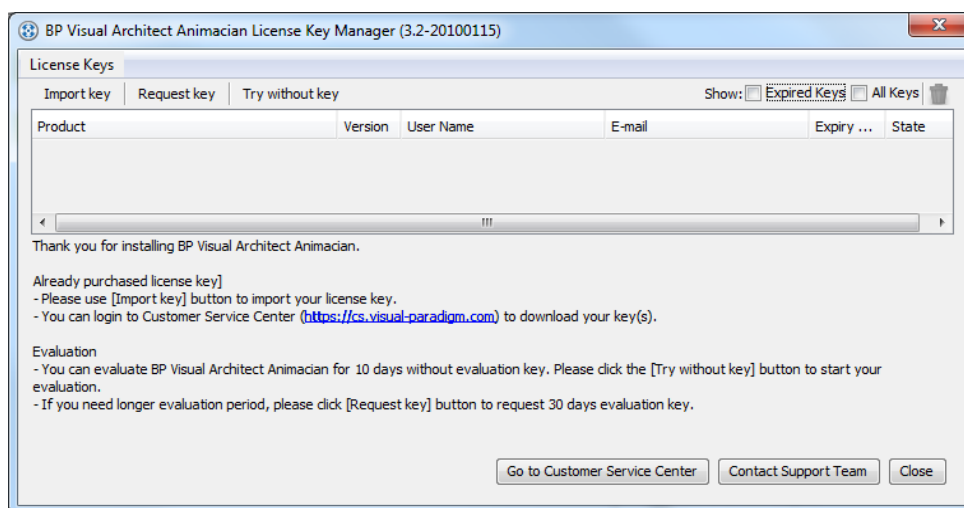 BP Visual Architect Animacian License Key Manager (3.2-20100115)
License Keys
Import key Request key Try without key Show: Expired Keys All Keys
Product Version User Name E-mail Expiry ... State
Thank you for installing BP Visual Architect Animacian.
Already purchased license key]
- Please use [Import key] button to import your license key.
- You can login to Customer Service Center (https://cs.visual-paradigm.com) to download your key(s).
Evaluation
- You can evaluate BP Visual Architect Animacian for 10 days without evaluation key. Please click the [Try without key] button to start your
evaluation.
- If you need longer evaluation period, please click [Request key] button to request 30 days evaluation key.
Go to Customer Service Center Contact Support Team Close